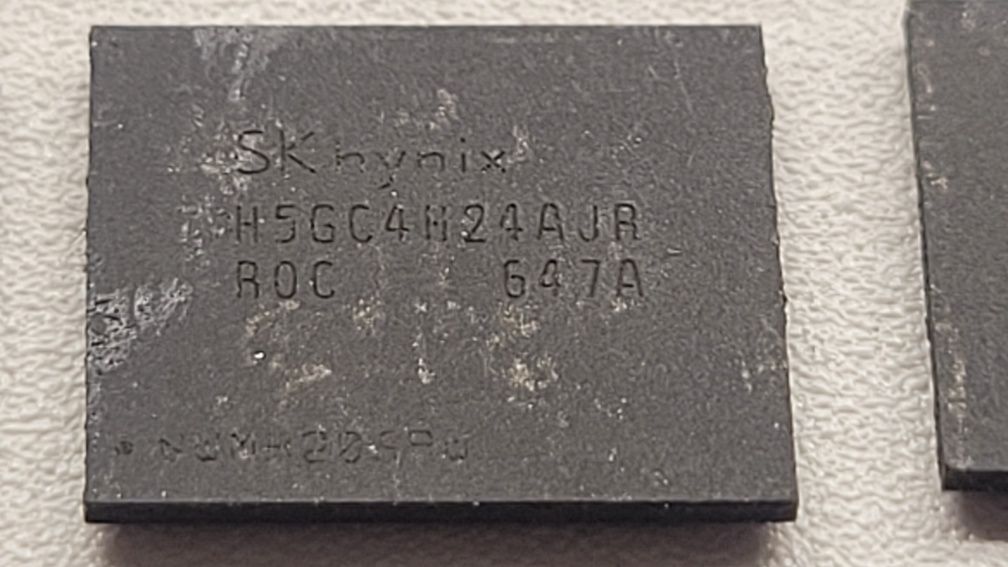 SK hynix
H5GC4H24AJR
R0C 647A